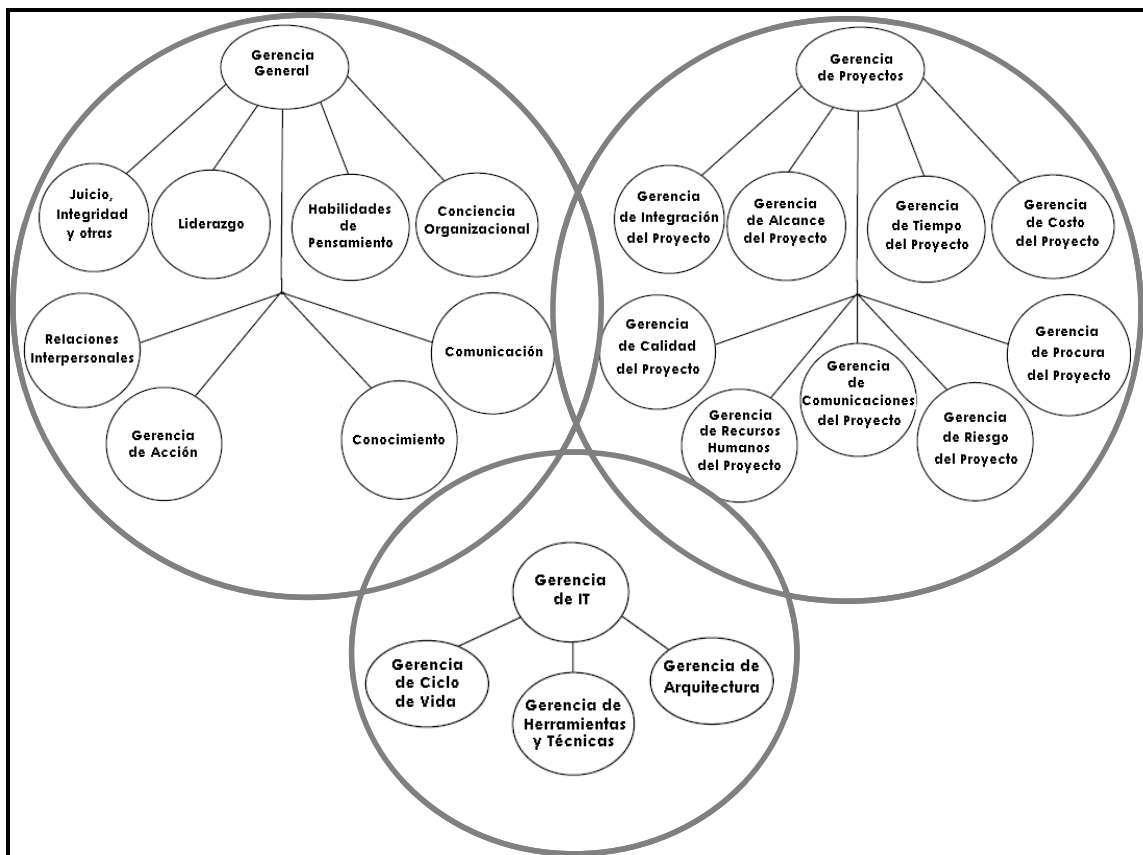 Gerencia
General
Juicio,
Integridad
y otras
Liderazgo
Habilidades
de
Pensamiento
Conciencia
Organizacional
Relaciones
Interpersonales
Gerencia
de Acción
Conocimiento
Comunicación
Gerencia
de Proyectos
Gerencia
de Integración
del Proyecto
Gerencia
de Alcance
del Proyecto
Gerencia
de Tiempo
del Proyecto
Gerencia
de Costo
del Proyecto
Gerencia
de Calidad
del Proyecto
Gerencia
de Recursos
Humanos
del Proyecto
Gerencia
de
Comunicaciones
del Proyecto
Gerencia
de Riesgo
del Proyecto
Gerencia
de Procura
del Proyecto
Gerencia
de IT
Gerencia
de Ciclo
de Vida
Gerencia de
Herramientas
y Técnicas
Gerencia de
Arquitectura